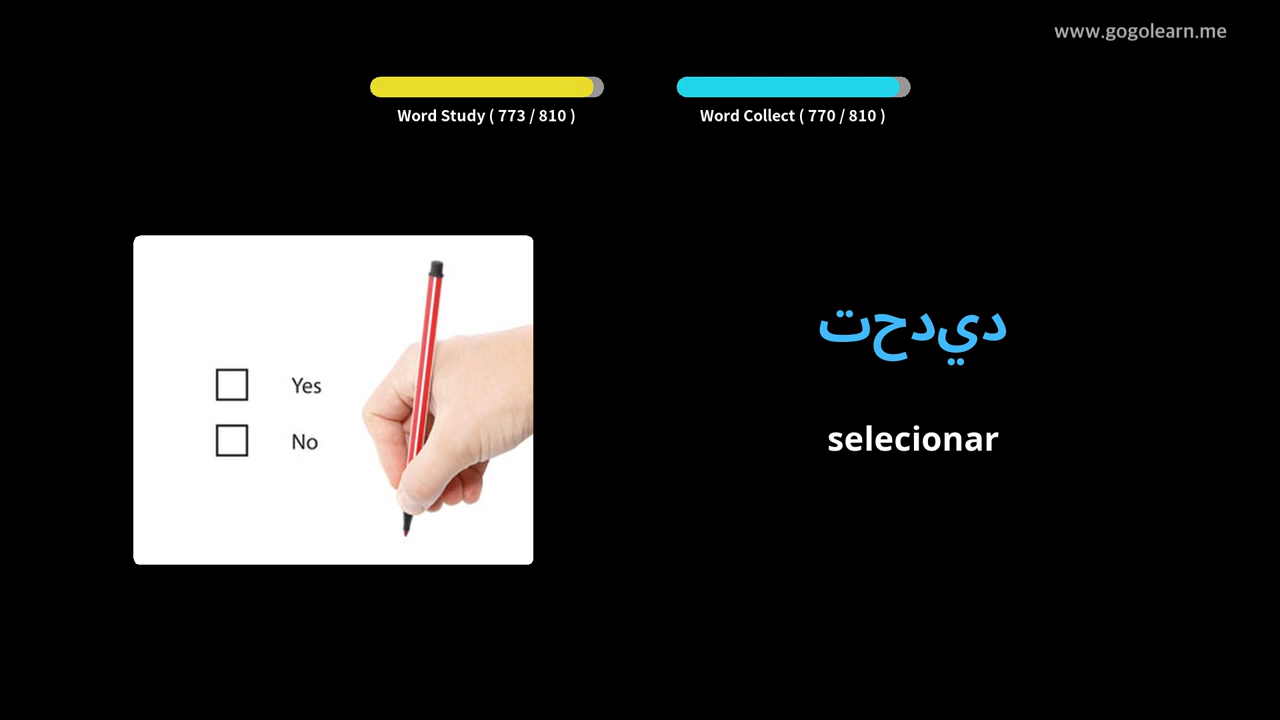 www.gogolearn.me
Word Study ( 773 / 810 )
Word Collect ( 770 / 810 )
Yes
No
تحديد
selecionar